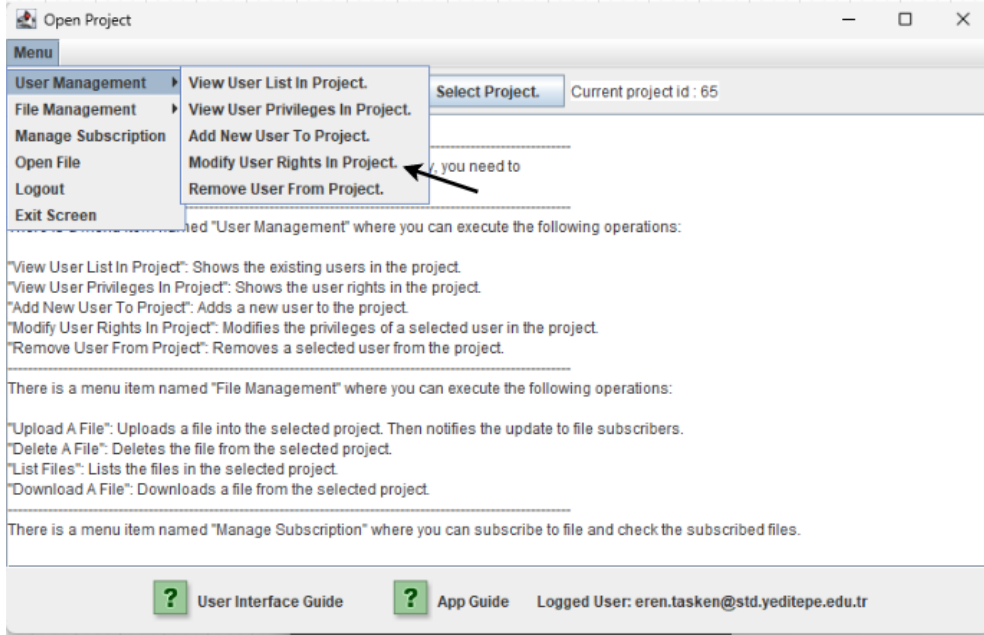 Open Project
Menu
User Management
File Management
Manage Subscription
Open File
Logout
Exit Screen
View User List In Project.
View User Privileges In Project.
Add New User To Project.
Modify User Rights In Project.
Remove User From Project.
Select Project.
Current project id : 65
you need to
named "User Management" where you can execute the following operations:
"View User List In Project": Shows the existing users in the project.
"View User Privileges In Project": Shows the user rights in the project.
"Add New User To Project": Adds a new user to the project.
"Modify User Rights In Project": Modifies the privileges of a selected user in the project.
"Remove User From Project": Removes a selected user from the project.
There is a menu item named "File Management" where you can execute the following operations:
"Upload A File": Uploads a file into the selected project. Then notifies the update to file subscribers.
"Delete A File": Deletes the file from the selected project.
"List Files": Lists the files in the selected project.
"Download A File": Downloads a file from the selected project.
There is a menu item named "Manage Subscription" where you can subscribe to file and check the subscribed files.
? User Interface Guide
? App Guide
Logged User: eren.tasken@std.yeditepe.edu.tr